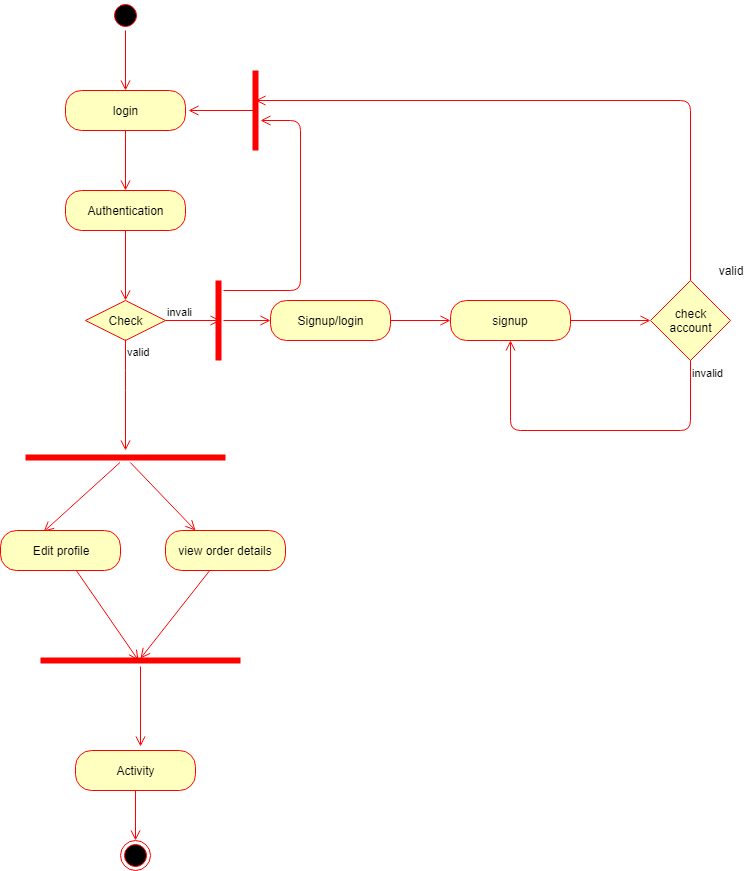 login
Authentication
valid
invali
Check
Signup/login
signup
check
account
valid
invalid
Edit profile
view order details
Activity